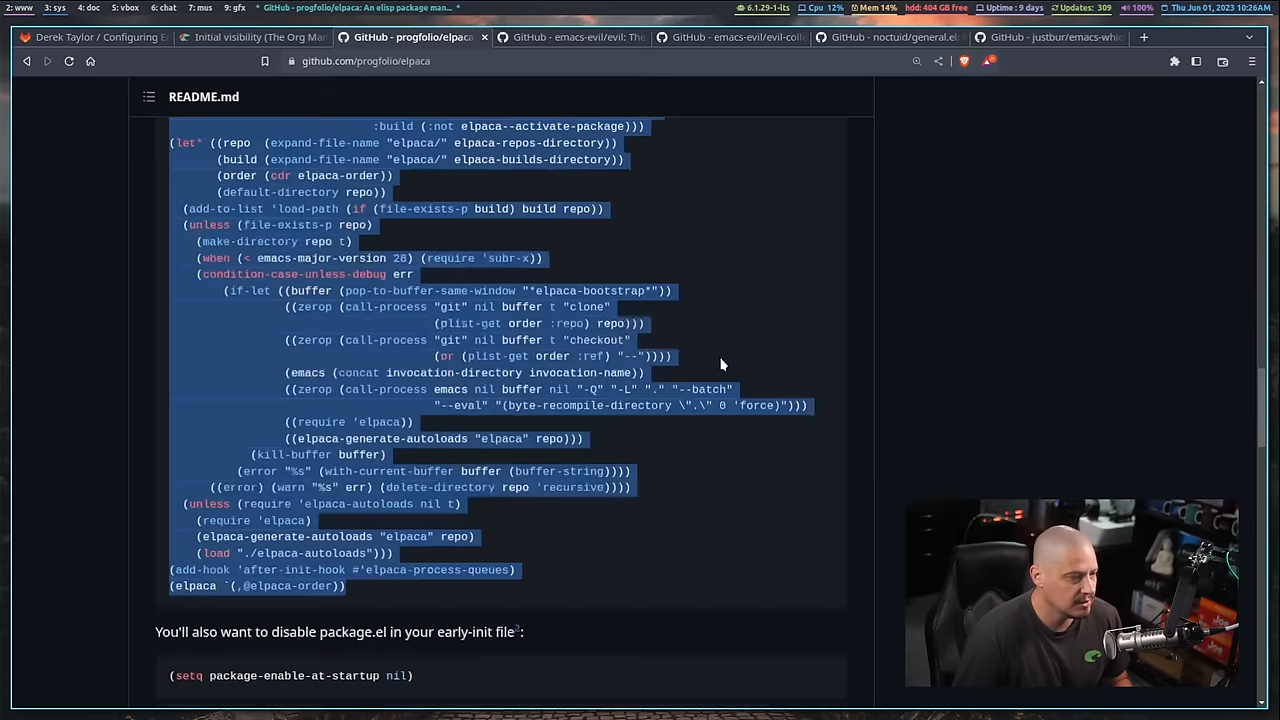 2: www 3: sys 4: doc 5: vbox 6: chat 7: mus 9: gfx * GitHub - progfolio/elpaca: An elisp package man... * 6.1.29-1-lts Cpu 12% Mem 14% hdd: 404 GB free Uptime : 9 days Updates: 309 100% Thu Jun 01, 2023 10:26AM
Derek Taylor / Configuring E Initial visibility (The Org Man GitHub - progfolio/elpaca × GitHub - emacs-evil/evil: The GitHub - emacs-evil/evil-coll GitHub - noctuid/general.el: GitHub - justbur/emacs-whic
github.com/progfolio/elpaca
README.md
:build (:not elpaca--activate-package)))
(let* ((repo (expand-file-name "elpaca/" elpaca-repos-directory))
(build (expand-file-name "elpaca/" elpaca-builds-directory))
(order (cdr elpaca-order))
(default-directory repo))
(add-to-list 'load-path (if (file-exists-p build) build repo))
(unless (file-exists-p repo)
(make-directory repo t)
(when (< emacs-major-version 28) (require 'subr-x))
(condition-case-unless-debug err
(if-let ((buffer (pop-to-buffer-same-window "*elpaca-bootstrap*"))
((zerop (call-process "git" nil buffer t "clone"
(plist-get order :repo) repo)))
((zerop (call-process "git" nil buffer t "checkout"
(or (plist-get order :ref) "--"))))
(emacs (concat invocation-directory invocation-name))
((zerop (call-process emacs nil buffer nil "-Q" "-L" "." "--batch"
"--eval" "(byte-recompile-directory \".\" 0 'force)")))
((require 'elpaca))
((elpaca-generate-autoloads "elpaca" repo)))
(kill-buffer buffer)
(error "%s" (with-current-buffer buffer (buffer-string))))
((error) (warn "%s" err) (delete-directory repo 'recursive))))
(unless (require 'elpaca-autoloads nil t)
(require 'elpaca)
(elpaca-generate-autoloads "elpaca" repo)
(load "./elpaca-autoloads")))
(add-hook 'after-init-hook #'elpaca-process-queues)
(elpaca `(,@elpaca-order))
You'll also want to disable package.el in your early-init file2:
(setq package-enable-at-startup nil)